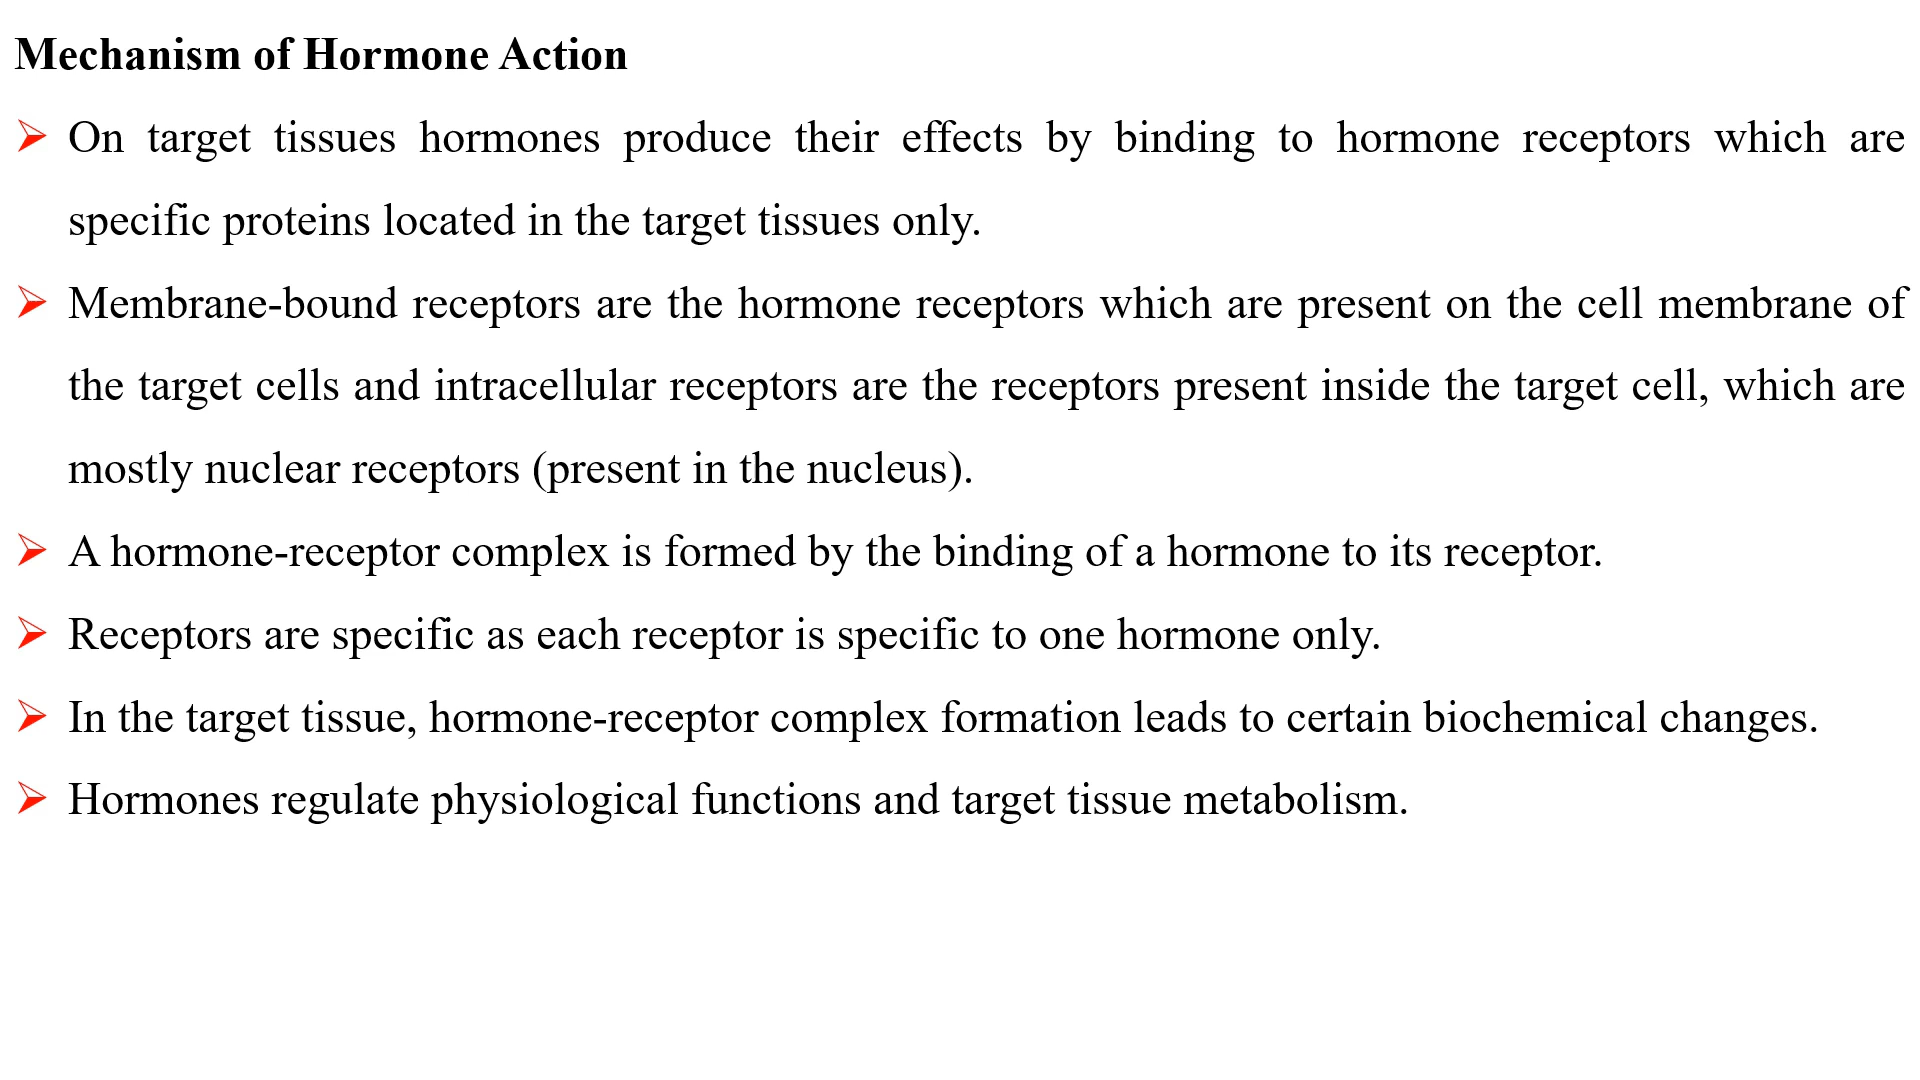 Mechanism of Hormone Action
➢ On target tissues hormones produce their effects by binding to hormone receptors which are
specific proteins located in the target tissues only.
➢ Membrane-bound receptors are the hormone receptors which are present on the cell membrane of
the target cells and intracellular receptors are the receptors present inside the target cell, which are
mostly nuclear receptors (present in the nucleus).
➢ A hormone-receptor complex is formed by the binding of a hormone to its receptor.
➢ Receptors are specific as each receptor is specific to one hormone only.
➢ In the target tissue, hormone-receptor complex formation leads to certain biochemical changes.
➢ Hormones regulate physiological functions and target tissue metabolism.